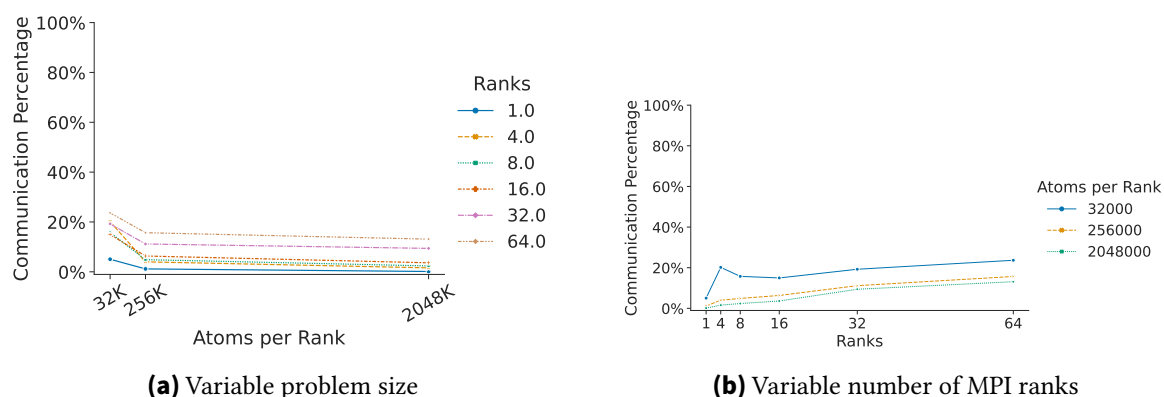 Communication Percentage
100%
80%
60%
40%
20%
0%
32K
256K
2048K
Atoms per Rank
Ranks
1.0
4.0
8.0
16.0
32.0
64.0
(a) Variable problem size
Communication Percentage
100%
80%
60%
40%
20%
0%
1 4 8 16 32 64
Ranks
Atoms per Rank
32000
256000
2048000
(b) Variable number of MPI ranks